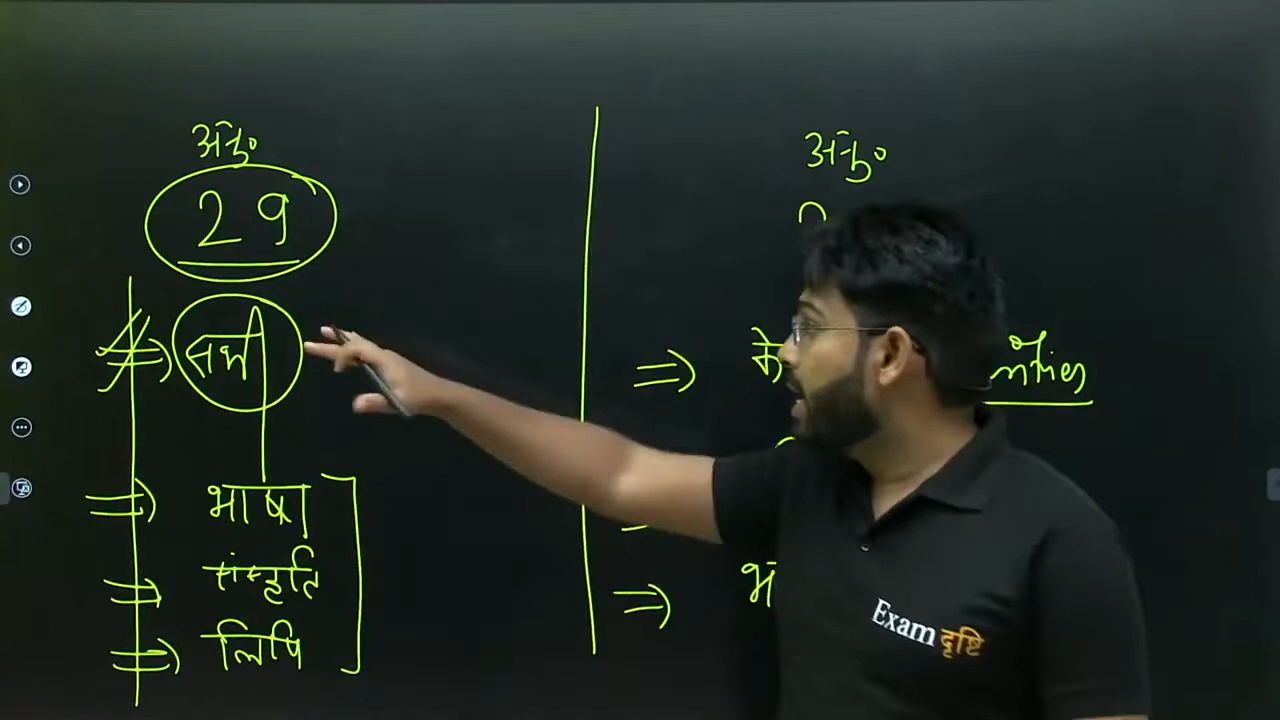 अनु०
29
सभी
भाषा
संस्कृति
लिपि
अनु०
Exam दृष्टि